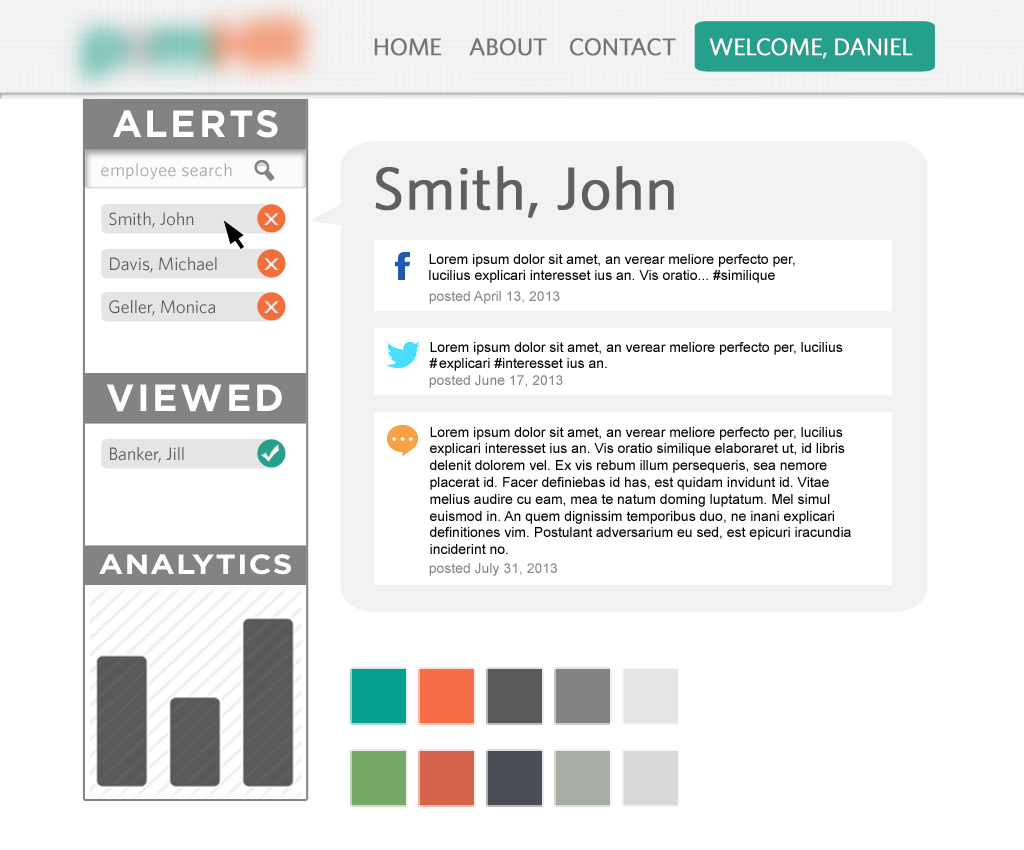 HOME ABOUT CONTACT WELCOME, DANIEL
ALERTS
employee search
Smith, John
Davis, Michael
Geller, Monica
VIEWED
Banker, Jill
ANALYTICS
Smith, John
Lorem ipsum dolor sit amet, an verear meliore perfecto per,
lucilius explicari interesset ius an. Vis oratio... #similique
posted April 13, 2013
Lorem ipsum dolor sit amet, an verear meliore perfecto per, lucilius
#explicari #interesset ius an.
posted June 17, 2013
Lorem ipsum dolor sit amet, an verear meliore perfecto per, lucilius
explicari interesset ius an. Vis oratio similique elaboraret ut, id libris
delenit dolorem vel. Ex vis rebum illum persequeris, sea nemore
placerat id. Facer definiebas id has, est quidam invidunt id. Vitae
melius audire cu eam, mea te natum doming luptatum. Mel simul
euismod in. An quem dignissim temporibus duo, ne inani explicari
definitiones vim. Postulant adversarium eu sed, est epicuri iracundia
inciderint no.
posted July 31, 2013